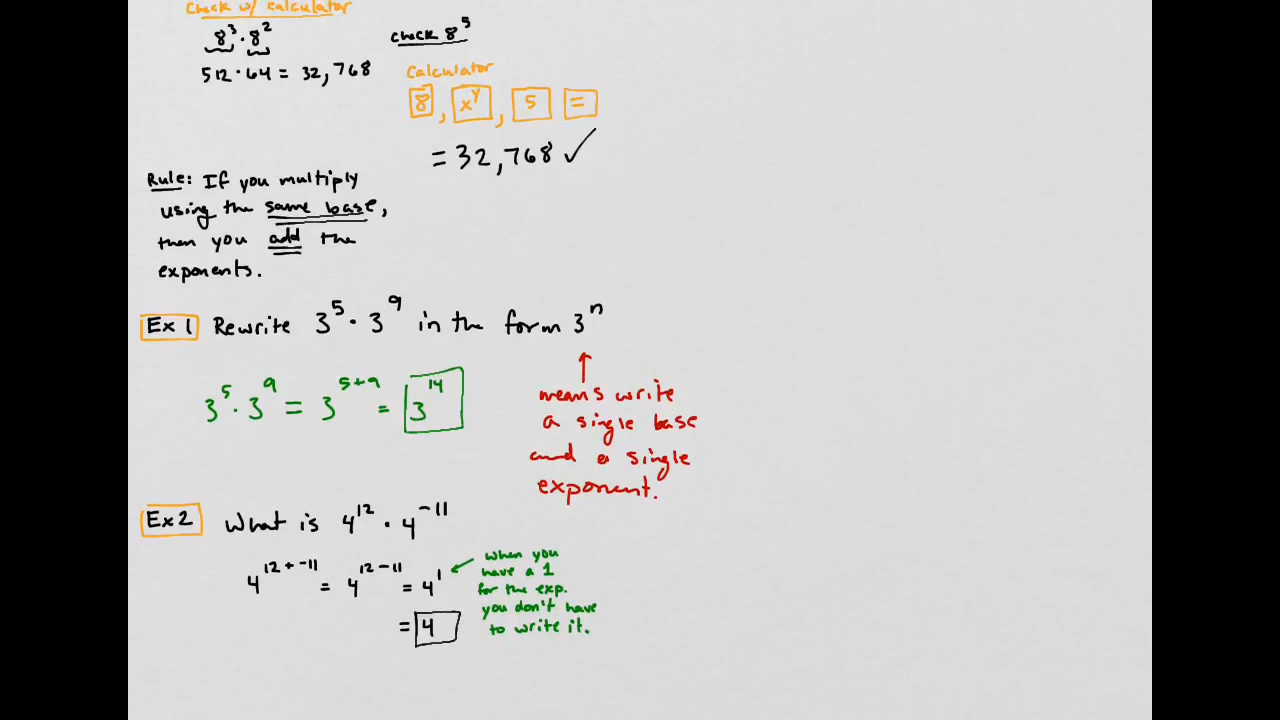 Check w/ calculator
8³ · 8²
512 · 64 = 32,768
Check 8⁵
Calculator
8 , xʸ , 5 =
= 32,768 ✓
Rule: If you multiply
using the same base,
then you add the
exponents.
Ex 1 Rewrite 3⁵ · 3⁹ in the form 3ⁿ
3⁵ · 3⁹ = 3⁵⁺⁹ = 3¹⁴
means write
a single base
and a single
exponent.
Ex 2 What is 4¹² · 4⁻¹¹
4¹²⁺⁻¹¹ = 4¹²⁻¹¹ = 4¹
= 4
when you
have a 1
for the exp.
you don't have
to write it.